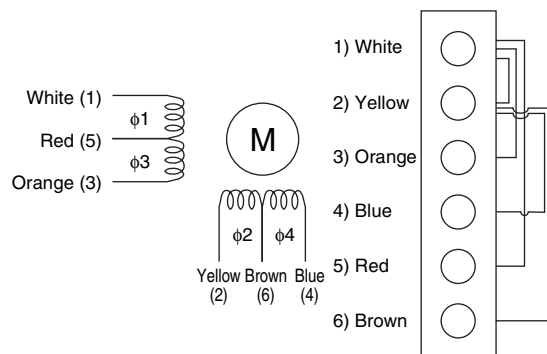 White (1)
ϕ1
Red (5)
ϕ3
Orange (3)
M
ϕ2 ϕ4
Yellow Brown Blue
(2) (6) (4)
1) White
2) Yellow
3) Orange
4) Blue
5) Red
6) Brown